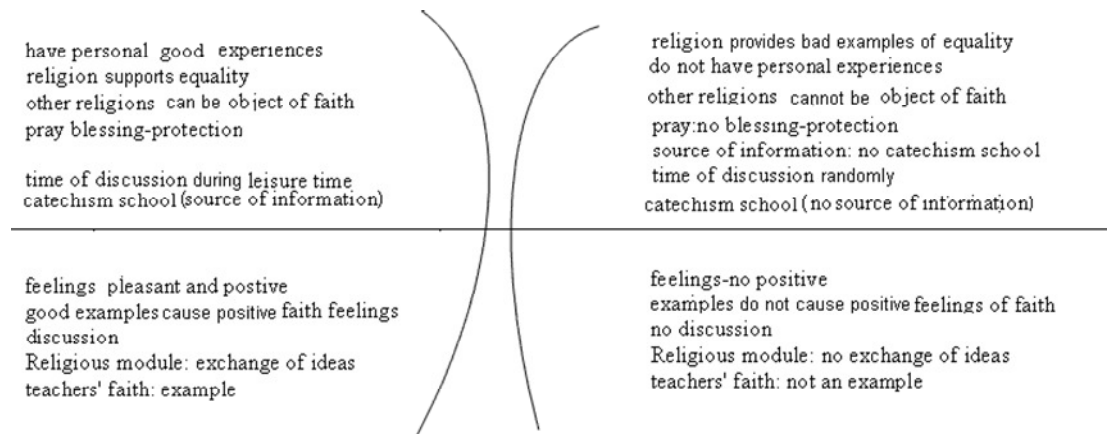 have personal good experiences
religion supports equality
other religions can be object of faith
pray blessing-protection
time of discussion during leisure time
catechism school (source of information)
religion provides bad examples of equality
do not have personal experiences
other religions cannot be object of faith
pray:no blessing-protection
source of information: no catechism school
time of discussion randomly
catechism school (no source of information)
feelings pleasant and postive
good examples cause positive faith feelings
discussion
Religious module: exchange of ideas
teachers' faith: example
feelings-no positive
examples do not cause positive feelings of faith
no discussion
Religious module: no exchange of ideas
teachers' faith: not an example